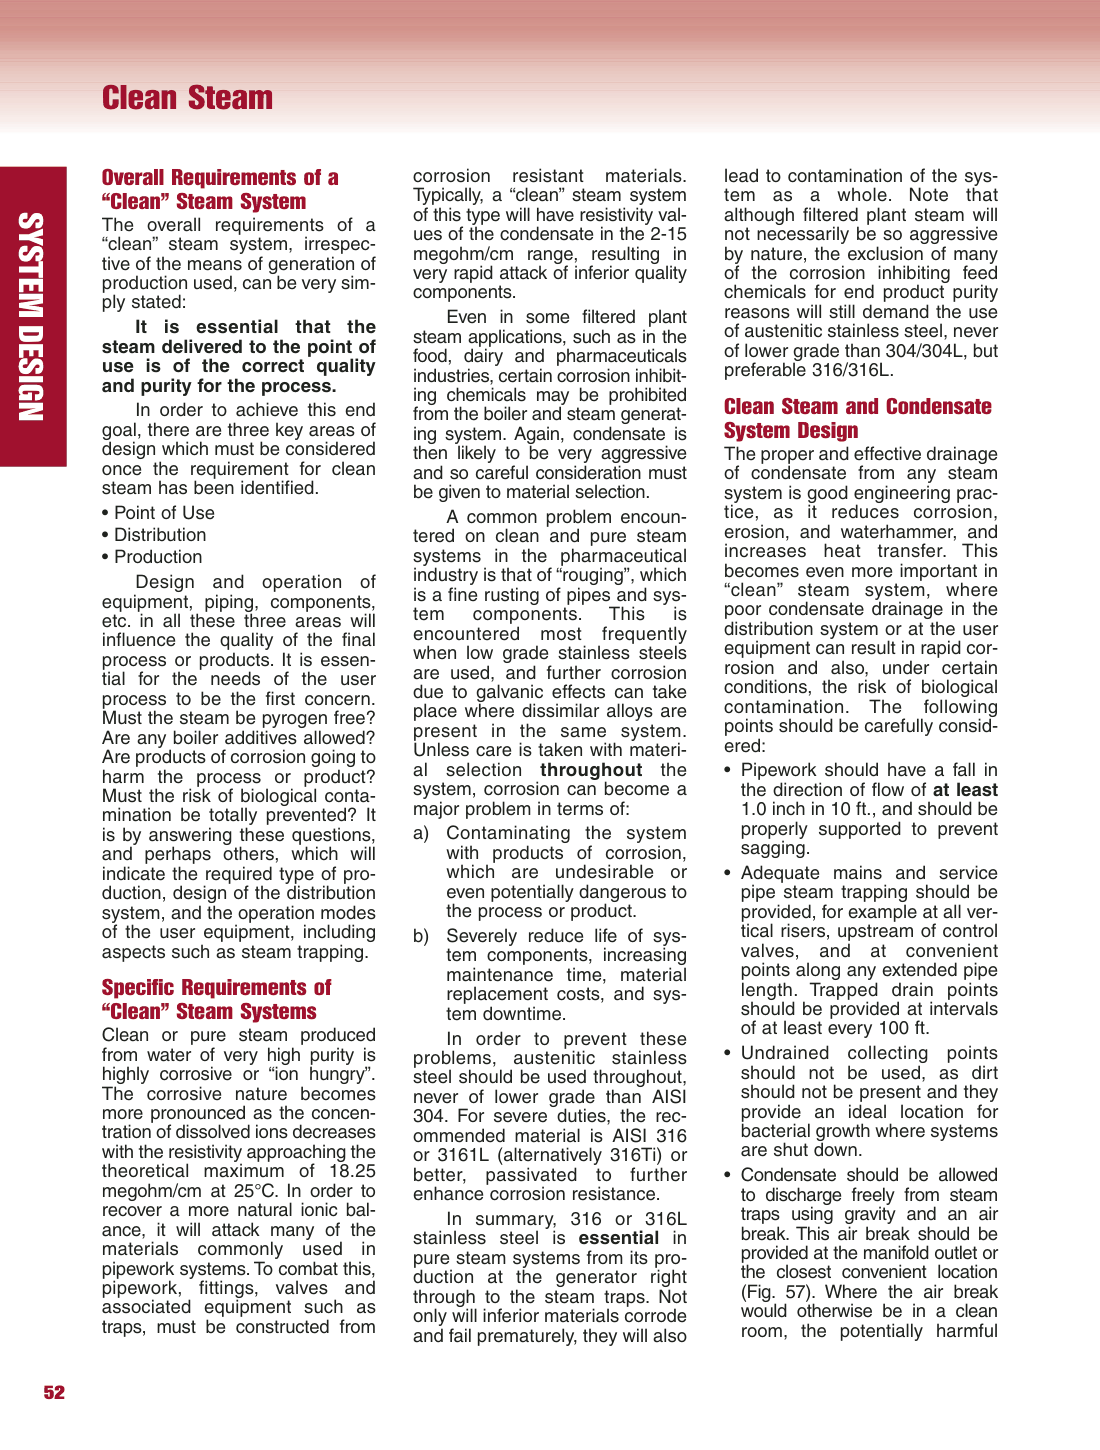 Clean Steam
SYSTEM DESIGN
Overall Requirements of a
“Clean” Steam System
The overall requirements of a
“clean” steam system, irrespec-
tive of the means of generation of
production used, can be very sim-
ply stated:
It is essential that the
steam delivered to the point of
use is of the correct quality
and purity for the process.
In order to achieve this end
goal, there are three key areas of
design which must be considered
once the requirement for clean
steam has been identified.
• Point of Use
• Distribution
• Production
Design and operation of
equipment, piping, components,
etc. in all these three areas will
influence the quality of the final
process or products. It is essen-
tial for the needs of the user
process to be the first concern.
Must the steam be pyrogen free?
Are any boiler additives allowed?
Are products of corrosion going to
harm the process or product?
Must the risk of biological conta-
mination be totally prevented? It
is by answering these questions,
and perhaps others, which will
indicate the required type of pro-
duction, design of the distribution
system, and the operation modes
of the user equipment, including
aspects such as steam trapping.
Specific Requirements of
“Clean” Steam Systems
Clean or pure steam produced
from water of very high purity is
highly corrosive or “ion hungry”.
The corrosive nature becomes
more pronounced as the concen-
tration of dissolved ions decreases
with the resistivity approaching the
theoretical maximum of 18.25
megohm/cm at 25°C. In order to
recover a more natural ionic bal-
ance, it will attack many of the
materials commonly used in
pipework systems. To combat this,
pipework, fittings, valves and
associated equipment such as
traps, must be constructed from
corrosion resistant materials.
Typically, a “clean” steam system
of this type will have resistivity val-
ues of the condensate in the 2-15
megohm/cm range, resulting in
very rapid attack of inferior quality
components.
Even in some filtered plant
steam applications, such as in the
food, dairy and pharmaceuticals
industries, certain corrosion inhibit-
ing chemicals may be prohibited
from the boiler and steam generat-
ing system. Again, condensate is
then likely to be very aggressive
and so careful consideration must
be given to material selection.
A common problem encoun-
tered on clean and pure steam
systems in the pharmaceutical
industry is that of “rouging”, which
is a fine rusting of pipes and sys-
tem components. This is
encountered most frequently
when low grade stainless steels
are used, and further corrosion
due to galvanic effects can take
place where dissimilar alloys are
present in the same system.
Unless care is taken with materi-
al selection throughout the
system, corrosion can become a
major problem in terms of:
a) Contaminating the system
with products of corrosion,
which are undesirable or
even potentially dangerous to
the process or product.
b) Severely reduce life of sys-
tem components, increasing
maintenance time, material
replacement costs, and sys-
tem downtime.
In order to prevent these
problems, austenitic stainless
steel should be used throughout,
never of lower grade than AISI
304. For severe duties, the rec-
ommended material is AISI 316
or 3161L (alternatively 316Ti) or
better, passivated to further
enhance corrosion resistance.
In summary, 316 or 316L
stainless steel is essential in
pure steam systems from its pro-
duction at the generator right
through to the steam traps. Not
only will inferior materials corrode
and fail prematurely, they will also
lead to contamination of the sys-
tem as a whole. Note that
although filtered plant steam will
not necessarily be so aggressive
by nature, the exclusion of many
of the corrosion inhibiting feed
chemicals for end product purity
reasons will still demand the use
of austenitic stainless steel, never
of lower grade than 304/304L, but
preferable 316/316L.
Clean Steam and Condensate
System Design
The proper and effective drainage
of condensate from any steam
system is good engineering prac-
tice, as it reduces corrosion,
erosion, and waterhammer, and
increases heat transfer. This
becomes even more important in
“clean” steam system, where
poor condensate drainage in the
distribution system or at the user
equipment can result in rapid cor-
rosion and also, under certain
conditions, the risk of biological
contamination. The following
points should be carefully consid-
ered:
• Pipework should have a fall in
the direction of flow of at least
1.0 inch in 10 ft., and should be
properly supported to prevent
sagging.
• Adequate mains and service
pipe steam trapping should be
provided, for example at all ver-
tical risers, upstream of control
valves, and at convenient
points along any extended pipe
length. Trapped drain points
should be provided at intervals
of at least every 100 ft.
• Undrained collecting points
should not be used, as dirt
should not be present and they
provide an ideal location for
bacterial growth where systems
are shut down.
• Condensate should be allowed
to discharge freely from steam
traps using gravity and an air
break. This air break should be
provided at the manifold outlet or
the closest convenient location
(Fig. 57). Where the air break
would otherwise be in a clean
room, the potentially harmful
52